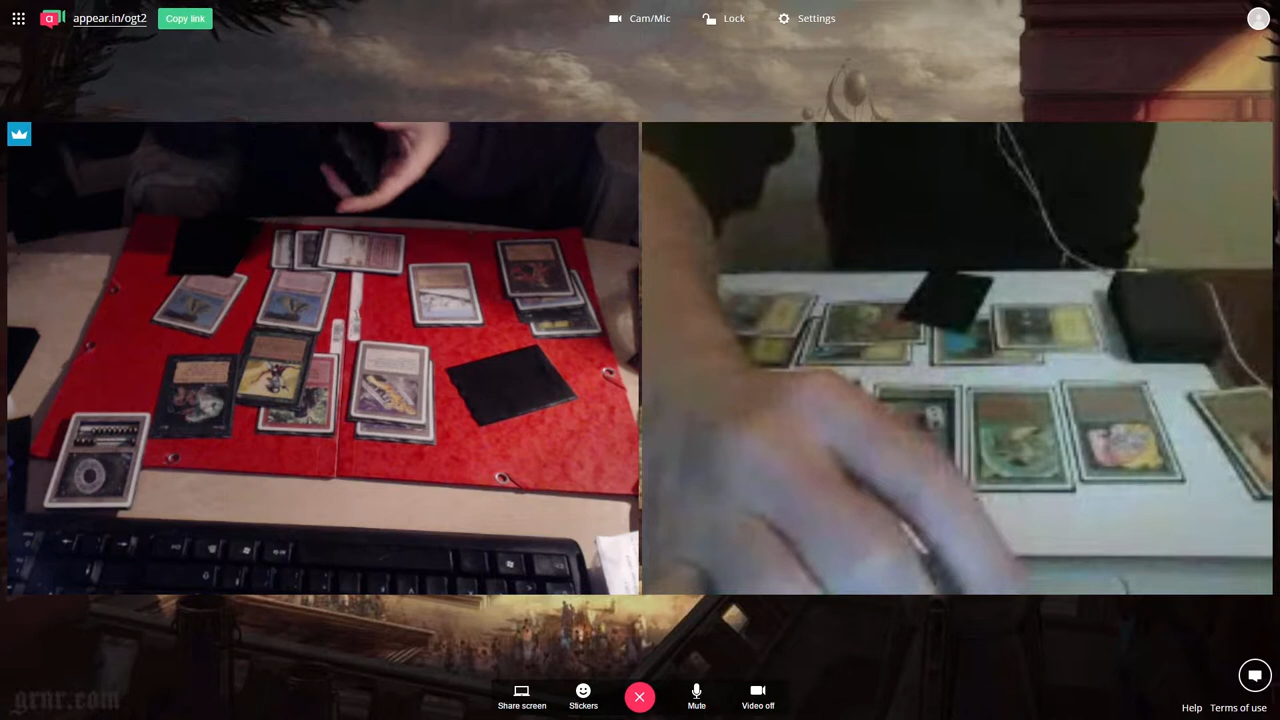 appear.in/ogt2
Copy link
Cam/Mic
Lock
Settings
grnr.com
Share screen
Stickers
Mute
Video off
Help
Terms of use